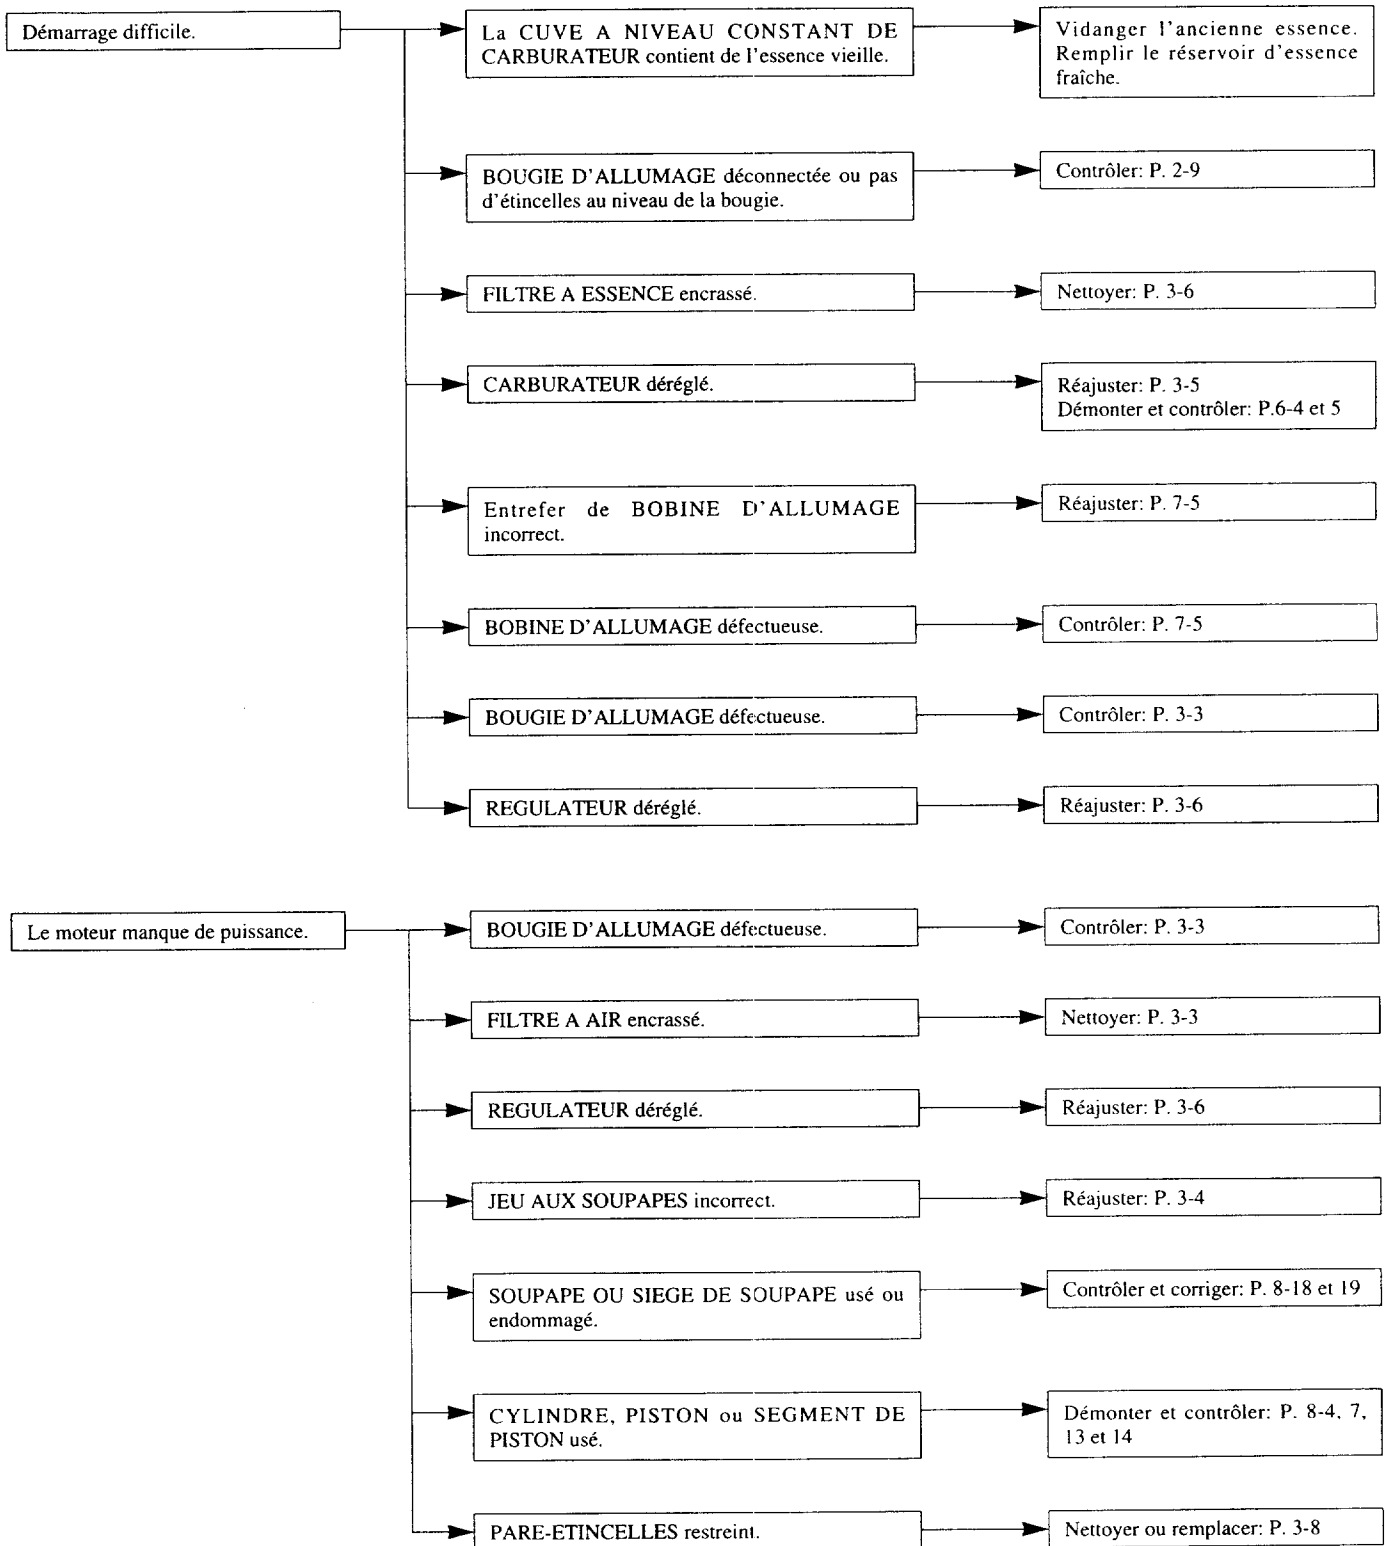 Démarrage difficile.
La CUVE A NIVEAU CONSTANT DE
CARBURATEUR contient de l'essence vieille.
Vidanger l'ancienne essence.
Remplir le réservoir d'essence
fraîche.
BOUGIE D'ALLUMAGE déconnectée ou pas
d'étincelles au niveau de la bougie.
Contrôler: P. 2-9
FILTRE A ESSENCE encrassé.
Nettoyer: P. 3-6
CARBURATEUR déréglé.
Réajuster: P. 3-5
Démonter et contrôler: P.6-4 et 5
Entrefer de BOBINE D'ALLUMAGE
incorrect.
Réajuster: P. 7-5
BOBINE D'ALLUMAGE défectueuse.
Contrôler: P. 7-5
BOUGIE D'ALLUMAGE défectueuse.
Contrôler: P. 3-3
REGULATEUR déréglé.
Réajuster: P. 3-6
Le moteur manque de puissance.
BOUGIE D'ALLUMAGE défectueuse.
Contrôler: P. 3-3
FILTRE A AIR encrassé.
Nettoyer: P. 3-3
REGULATEUR déréglé.
Réajuster: P. 3-6
JEU AUX SOUPAPES incorrect.
Réajuster: P. 3-4
SOUPAPE OU SIEGE DE SOUPAPE usé ou
endommagé.
Contrôler et corriger: P. 8-18 et 19
CYLINDRE, PISTON ou SEGMENT DE
PISTON usé.
Démonter et contrôler: P. 8-4, 7,
13 et 14
PARE-ETINCELLES restreint.
Nettoyer ou remplacer: P. 3-8